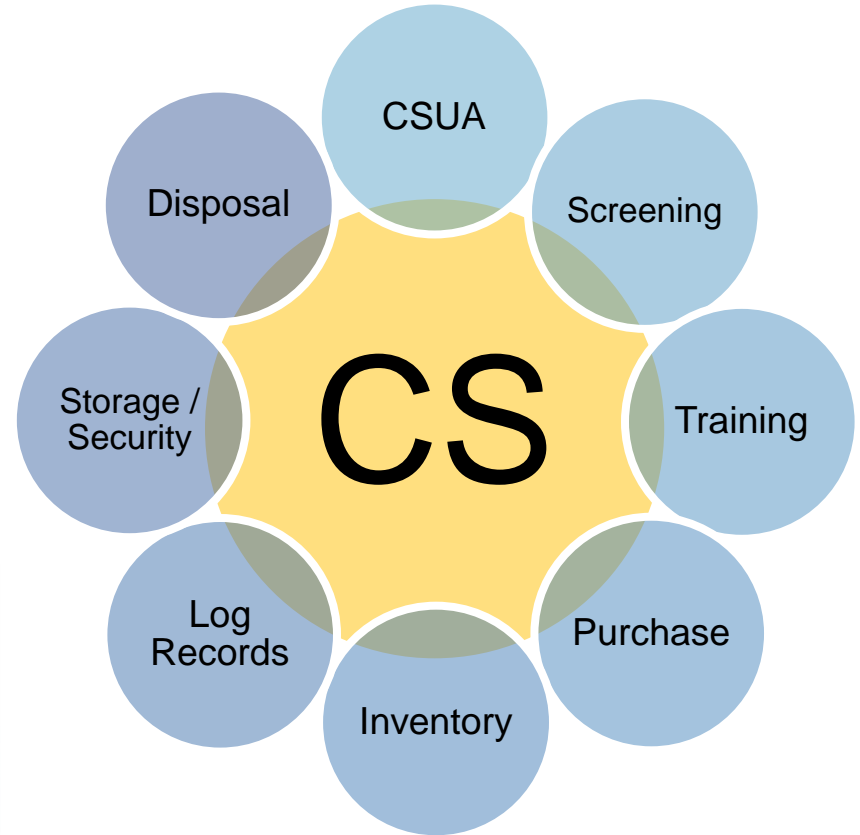 CSUA
Screening
Training
Purchase
Inventory
Log
Records
Storage /
Security
Disposal
CS